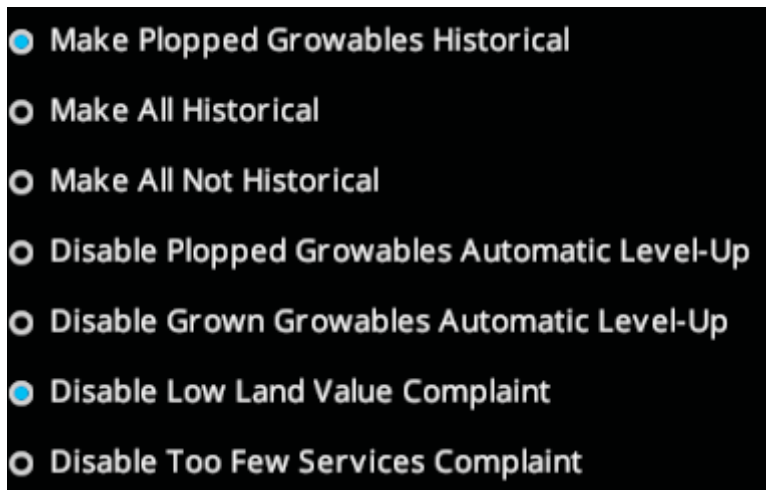 Make Plopped Growables Historical
Make All Historical
Make All Not Historical
Disable Plopped Growables Automatic Level-Up
Disable Grown Growables Automatic Level-Up
Disable Low Land Value Complaint
Disable Too Few Services Complaint